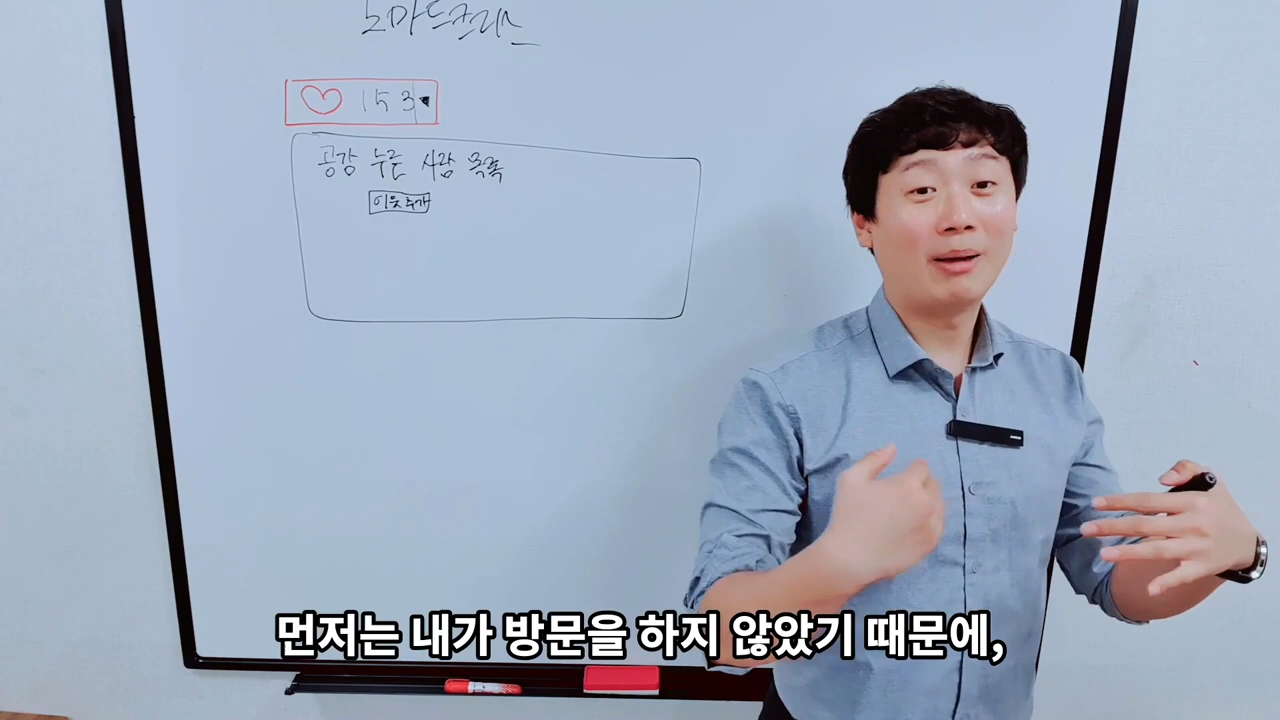 노마드크리스
♡ 153
공감 누른 사람 목록
이웃추가
먼저는 내가 방문을 하지 않았기 때문에,